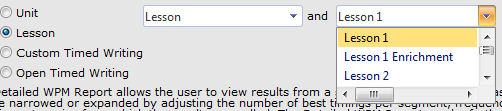 Unit
Lesson
Lesson and Lesson 1
Custom Timed Writing
Open Timed Writing
Lesson 1
Lesson 1 Enrichment
Lesson 2
Detailed WPM Report allows the user to view results from a
be narrowed or expanded by adjusting the number of best timings per segment,